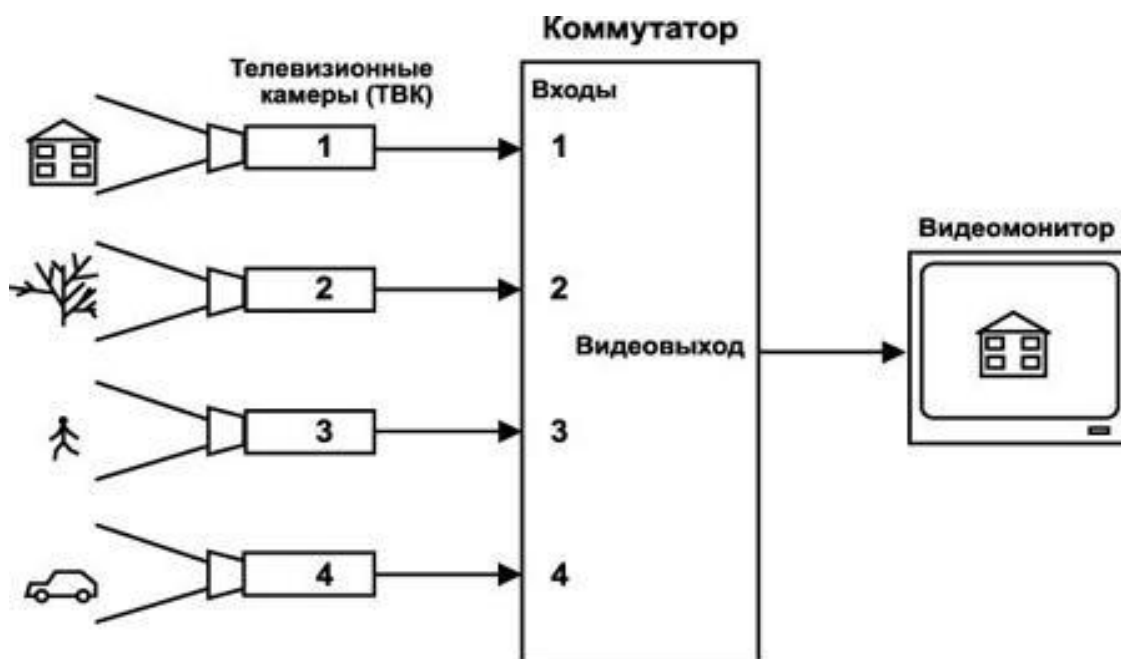 Коммутатор
Телевизионные
камеры (ТВК)
Входы
1
1
2
2
Видеомонитор
Видеовыход
3
3
4
4